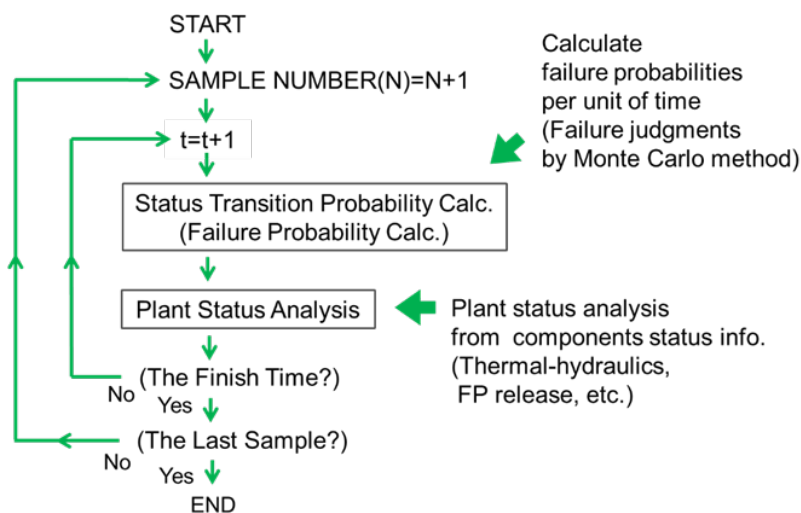 START
SAMPLE NUMBER(N)=N+1
t=t+1
Status Transition Probability Calc.
(Failure Probability Calc.)
Plant Status Analysis
(The Finish Time?)
No
Yes
(The Last Sample?)
No
Yes
END
Calculate
failure probabilities
per unit of time
(Failure judgments
by Monte Carlo method)
Plant status analysis
from components status info.
(Thermal-hydraulics,
FP release, etc.)